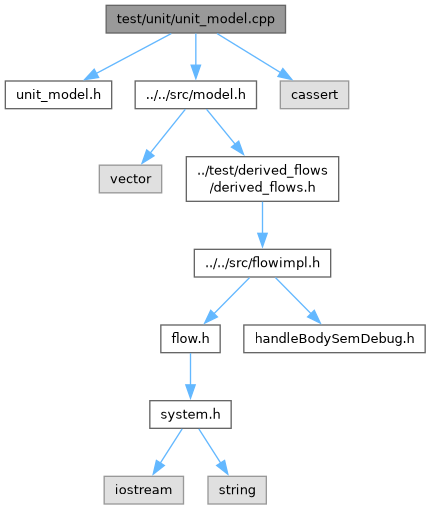 test/unit/unit_model.cpp
unit_model.h
../../src/model.h
cassert
vector
../test/derived_flows
/derived_flows.h
../../src/flowimpl.h
flow.h
handleBodySemDebug.h
system.h
iostream
string